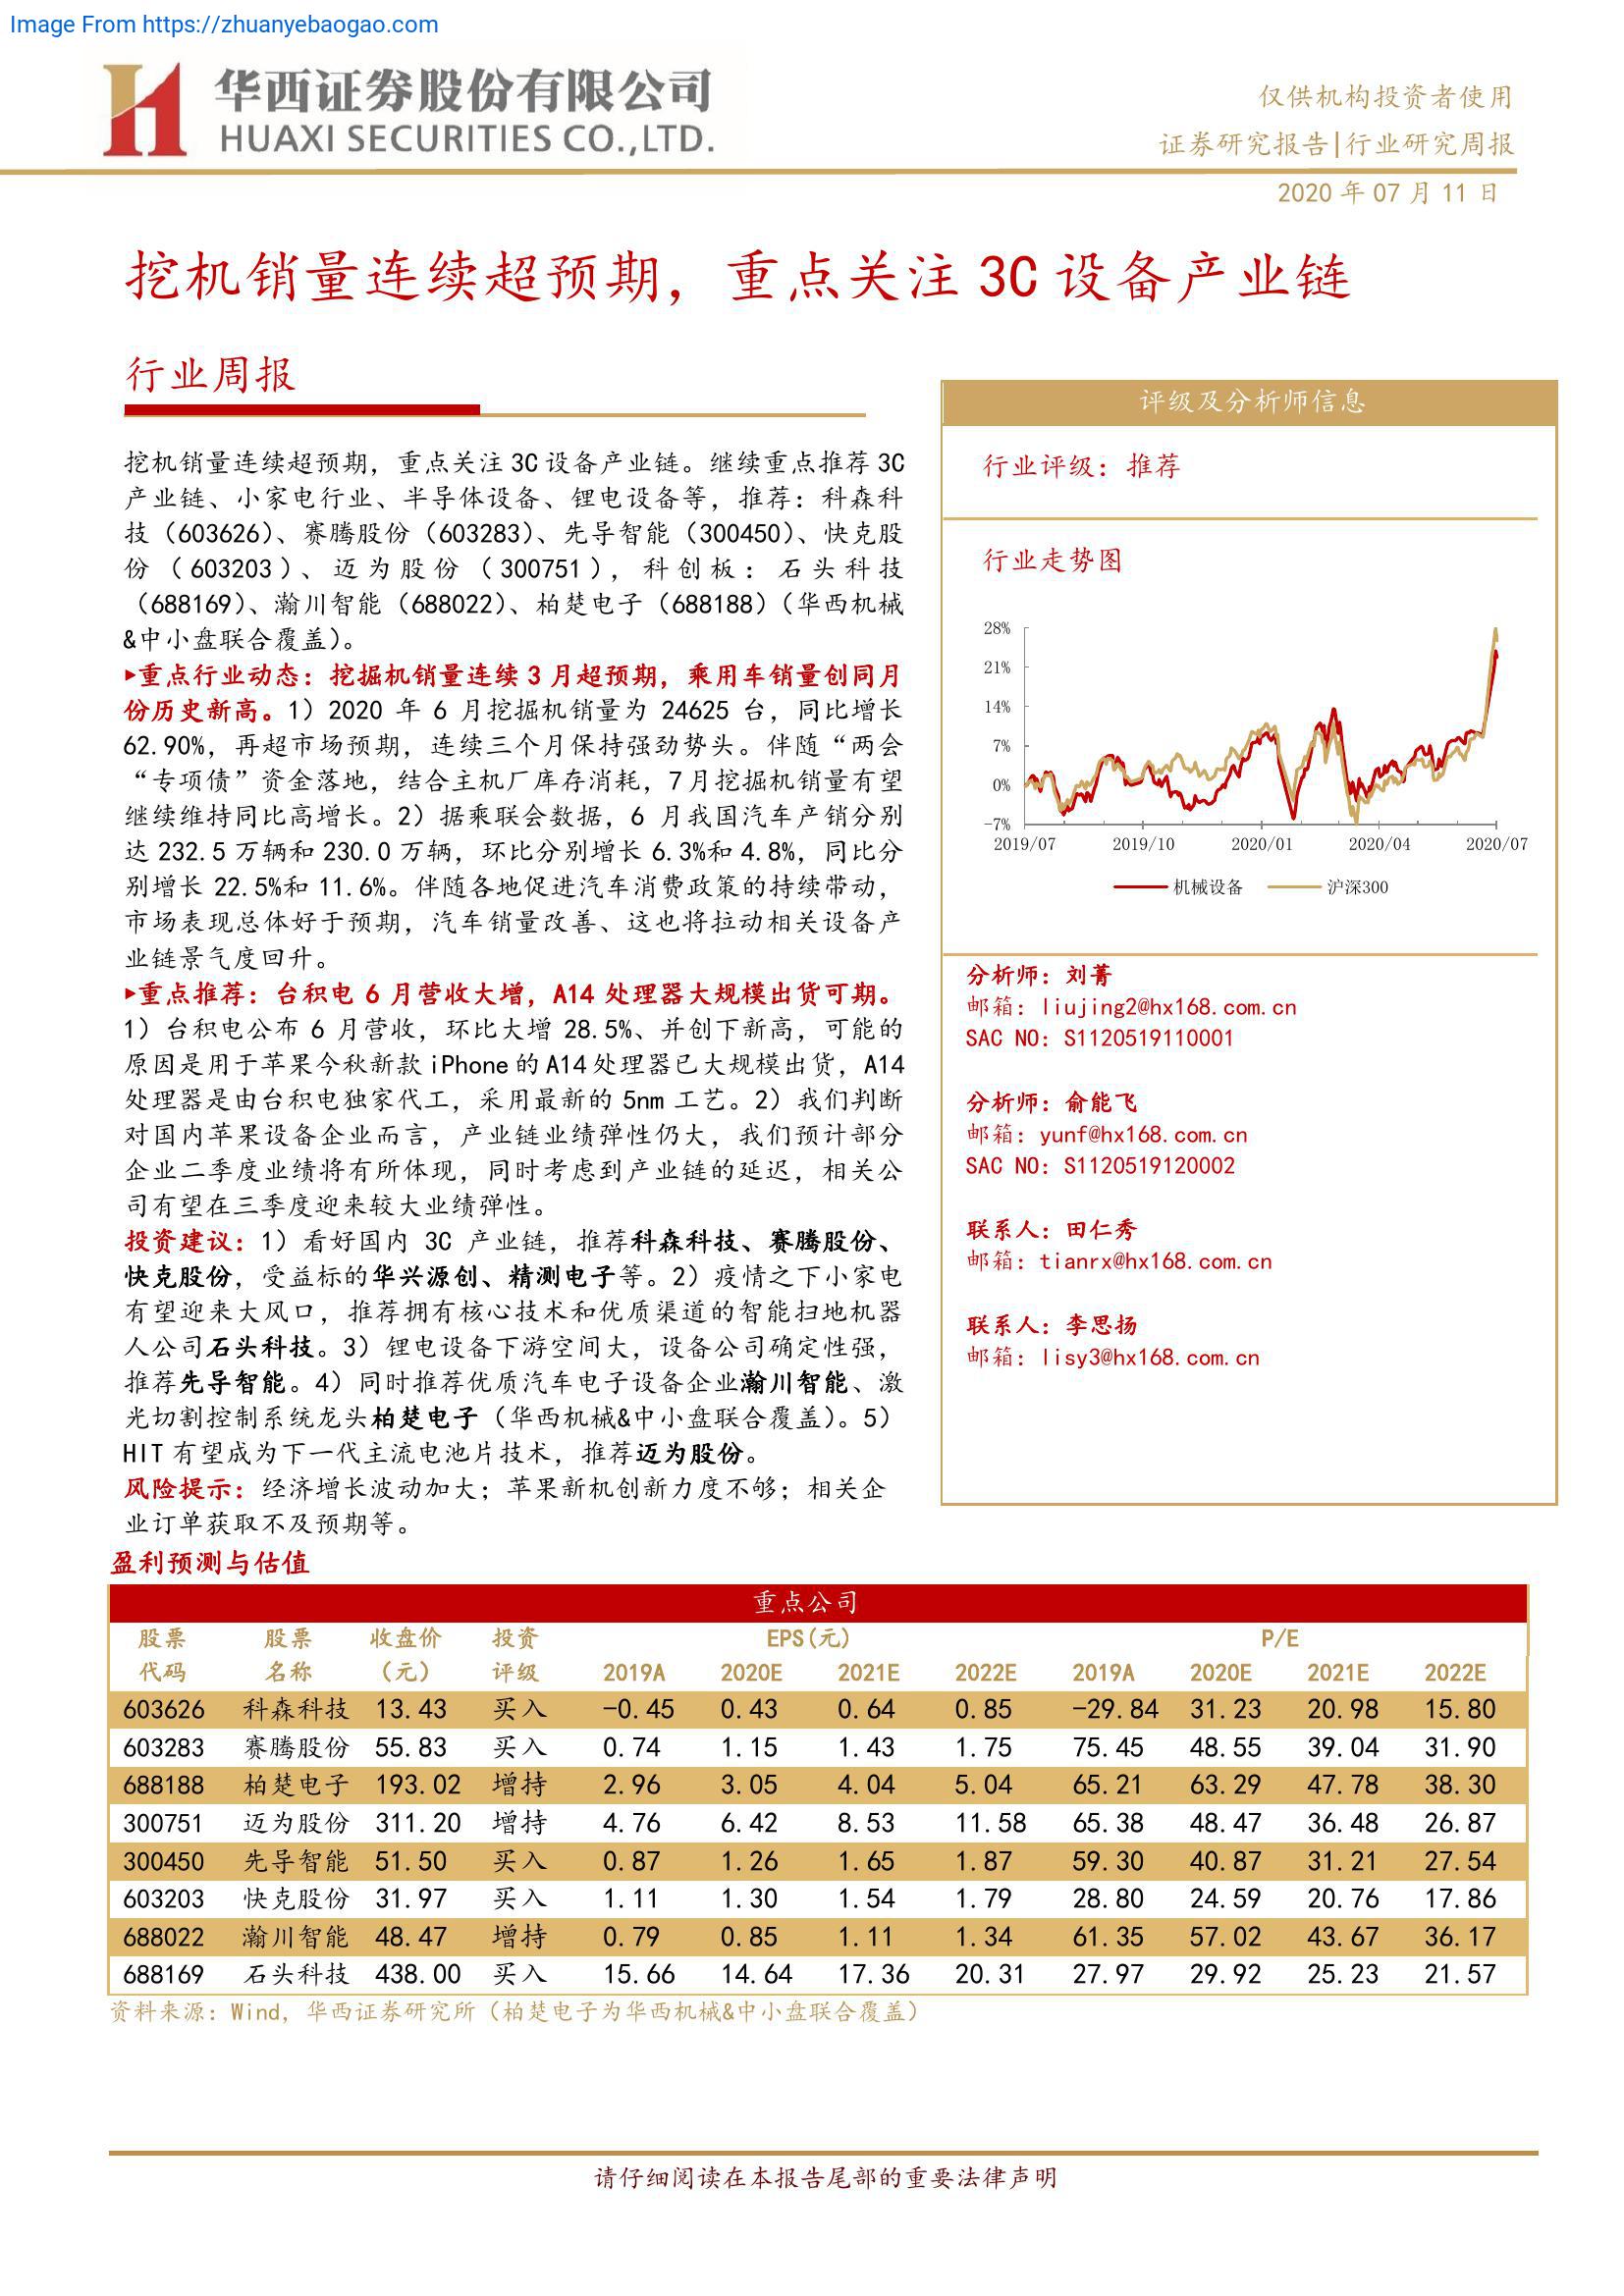 Image From https://zhuanyebaogao.com
华西证券股份有限公司
HUAXI SECURITIES CO.,LTD.
仅供机构投资者使用
证券研究报告|行业研究周报
2020 年 07 月 11 日
挖机销量连续超预期，重点关注 3C 设备产业链
行业周报
挖机销量连续超预期，重点关注 3C 设备产业链。继续重点推荐 3C
产业链、小家电行业、半导体设备、锂电设备等，推荐：科森科
技（603626）、赛腾股份（603283）、先导智能（300450）、快克股
份（603203）、迈为股份（300751），科创板：石头科技
（688169）、瀚川智能（688022）、柏楚电子（688188）（华西机械
&中小盘联合覆盖）。
▶重点行业动态：挖掘机销量连续 3 月超预期，乘用车销量创同月
份历史新高。1）2020 年 6 月挖掘机销量为 24625 台，同比增长
62.90%，再超市场预期，连续三个月保持强劲势头。伴随“两会
“专项债”资金落地，结合主机厂库存消耗，7 月挖掘机销量有望
继续维持同比高增长。2）据乘联会数据，6 月我国汽车产销分别
达 232.5 万辆和 230.0 万辆，环比分别增长 6.3%和 4.8%，同比分
别增长 22.5%和 11.6%。伴随各地促进汽车消费政策的持续带动，
市场表现总体好于预期，汽车销量改善、这也将拉动相关设备产
业链景气度回升。
▶重点推荐：台积电 6 月营收大增，A14 处理器大规模出货可期。
1）台积电公布 6 月营收，环比大增 28.5%、并创下新高，可能的
原因是用于苹果今秋新款 iPhone 的 A14 处理器已大规模出货，A14
处理器是由台积电独家代工，采用最新的 5nm 工艺。2）我们判断
对国内苹果设备企业而言，产业链业绩弹性仍大，我们预计部分
企业二季度业绩将有所体现，同时考虑到产业链的延迟，相关公
司有望在三季度迎来较大业绩弹性。
投资建议：1）看好国内 3C 产业链，推荐科森科技、赛腾股份、
快克股份，受益标的华兴源创、精测电子等。2）疫情之下小家电
有望迎来大风口，推荐拥有核心技术和优质渠道的智能扫地机器
人公司石头科技。3）锂电设备下游空间大，设备公司确定性强，
推荐先导智能。4）同时推荐优质汽车电子设备企业瀚川智能、激
光切割控制系统龙头柏楚电子（华西机械&中小盘联合覆盖）。5）
HIT 有望成为下一代主流电池片技术，推荐迈为股份。
风险提示：经济增长波动加大；苹果新机创新力度不够；相关企
业订单获取不及预期等。
评级及分析师信息
行业评级：推荐
行业走势图
28%
21%
14%
7%
0%
-7%
2019/07 2019/10 2020/01 2020/04 2020/07
机械设备 沪深300
分析师：刘菁
邮箱：liujing2@hx168.com.cn
SAC NO：S1120519110001
分析师：俞能飞
邮箱：yunf@hx168.com.cn
SAC NO：S1120519120002
联系人：田仁秀
邮箱：tianrx@hx168.com.cn
联系人：李思扬
邮箱：lisy3@hx168.com.cn
盈利预测与估值
重点公司
股票 股票 收盘价 投资 EPS(元) P/E
代码 名称 （元） 评级 2019A 2020E 2021E 2022E 2019A 2020E 2021E 2022E
603626 科森科技 13.43 买入 -0.45 0.43 0.64 0.85 -29.84 31.23 20.98 15.80
603283 赛腾股份 55.83 买入 0.74 1.15 1.43 1.75 75.45 48.55 39.04 31.90
688188 柏楚电子 193.02 增持 2.96 3.05 4.04 5.04 65.21 63.29 47.78 38.30
300751 迈为股份 311.20 增持 4.76 6.42 8.53 11.58 65.38 48.47 36.48 26.87
300450 先导智能 51.50 买入 0.87 1.26 1.65 1.87 59.30 40.87 31.21 27.54
603203 快克股份 31.97 买入 1.11 1.30 1.54 1.79 28.80 24.59 20.76 17.86
688022 瀚川智能 48.47 增持 0.79 0.85 1.11 1.34 61.35 57.02 43.67 36.17
688169 石头科技 438.00 买入 15.66 14.64 17.36 20.31 27.97 29.92 25.23 21.57
资料来源：Wind，华西证券研究所（柏楚电子为华西机械&中小盘联合覆盖）
请仔细阅读在本报告尾部的重要法律声明